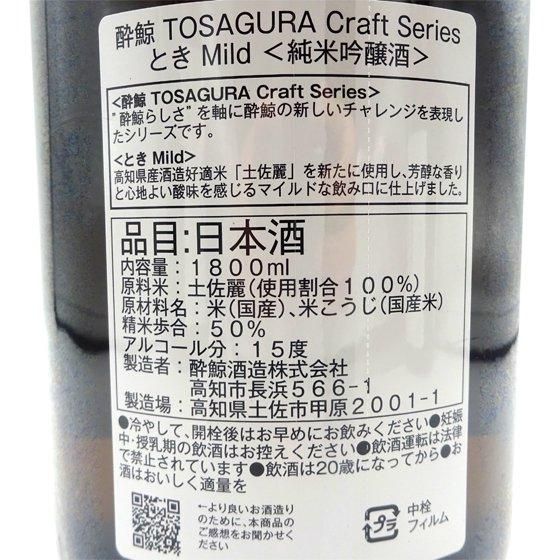 酔鯨 TOSAGURA Craft Series
とき Mild <純米吟醸酒>
<酔鯨 TOSAGURA Craft Series>
"酔鯨らしさ"を軸に酔鯨の新しいチャレンジを表現し
たシリーズです。
<とき Mild>
高知県産酒造好適米「土佐麗」を新たに使用し、芳醇な香り
と心地よい酸味を感じるマイルドな飲み口に仕上げました。
品目:日本酒
内容量:1800ml
原料米:土佐麗(使用割合100%)
原材料名:米(国産)、米こうじ(国産米)
精米歩合:50%
アルコール分:15度
製造者:酔鯨酒造株式会社
高知市長浜566-1
製造場:高知県土佐市甲原2001-1
●冷やして、開栓後はお早めにお飲みください●妊娠
中・授乳期の飲酒はお控えください●飲酒運転は法律
で禁止されています●飲酒は20歳になってから●お
酒はおいしく適量を
←より良いお酒造り
のために、本商品の
ご感想をお聞かせく
ださい。
プラ
中栓
フィルム